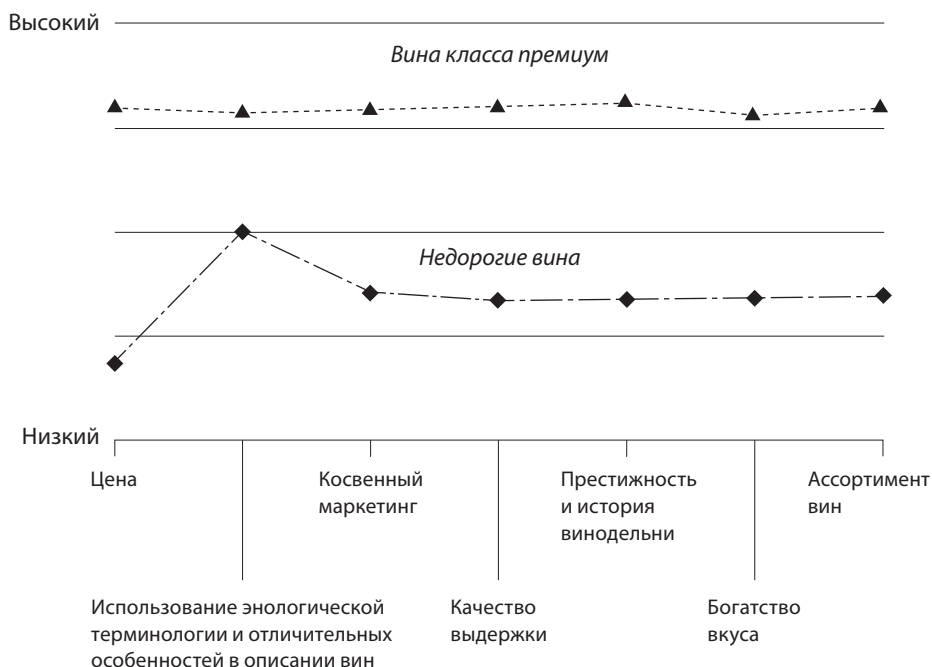 Высокий
Вина класса премиум
Недорогие вина
Низкий
Цена
Косвенный
маркетинг
Престижность
и история
винодельни
Ассортимент
вин
Использование энологической
терминологии и отличительных
особенностей в описании вин
Качество
выдержки
Богатство
вкуса